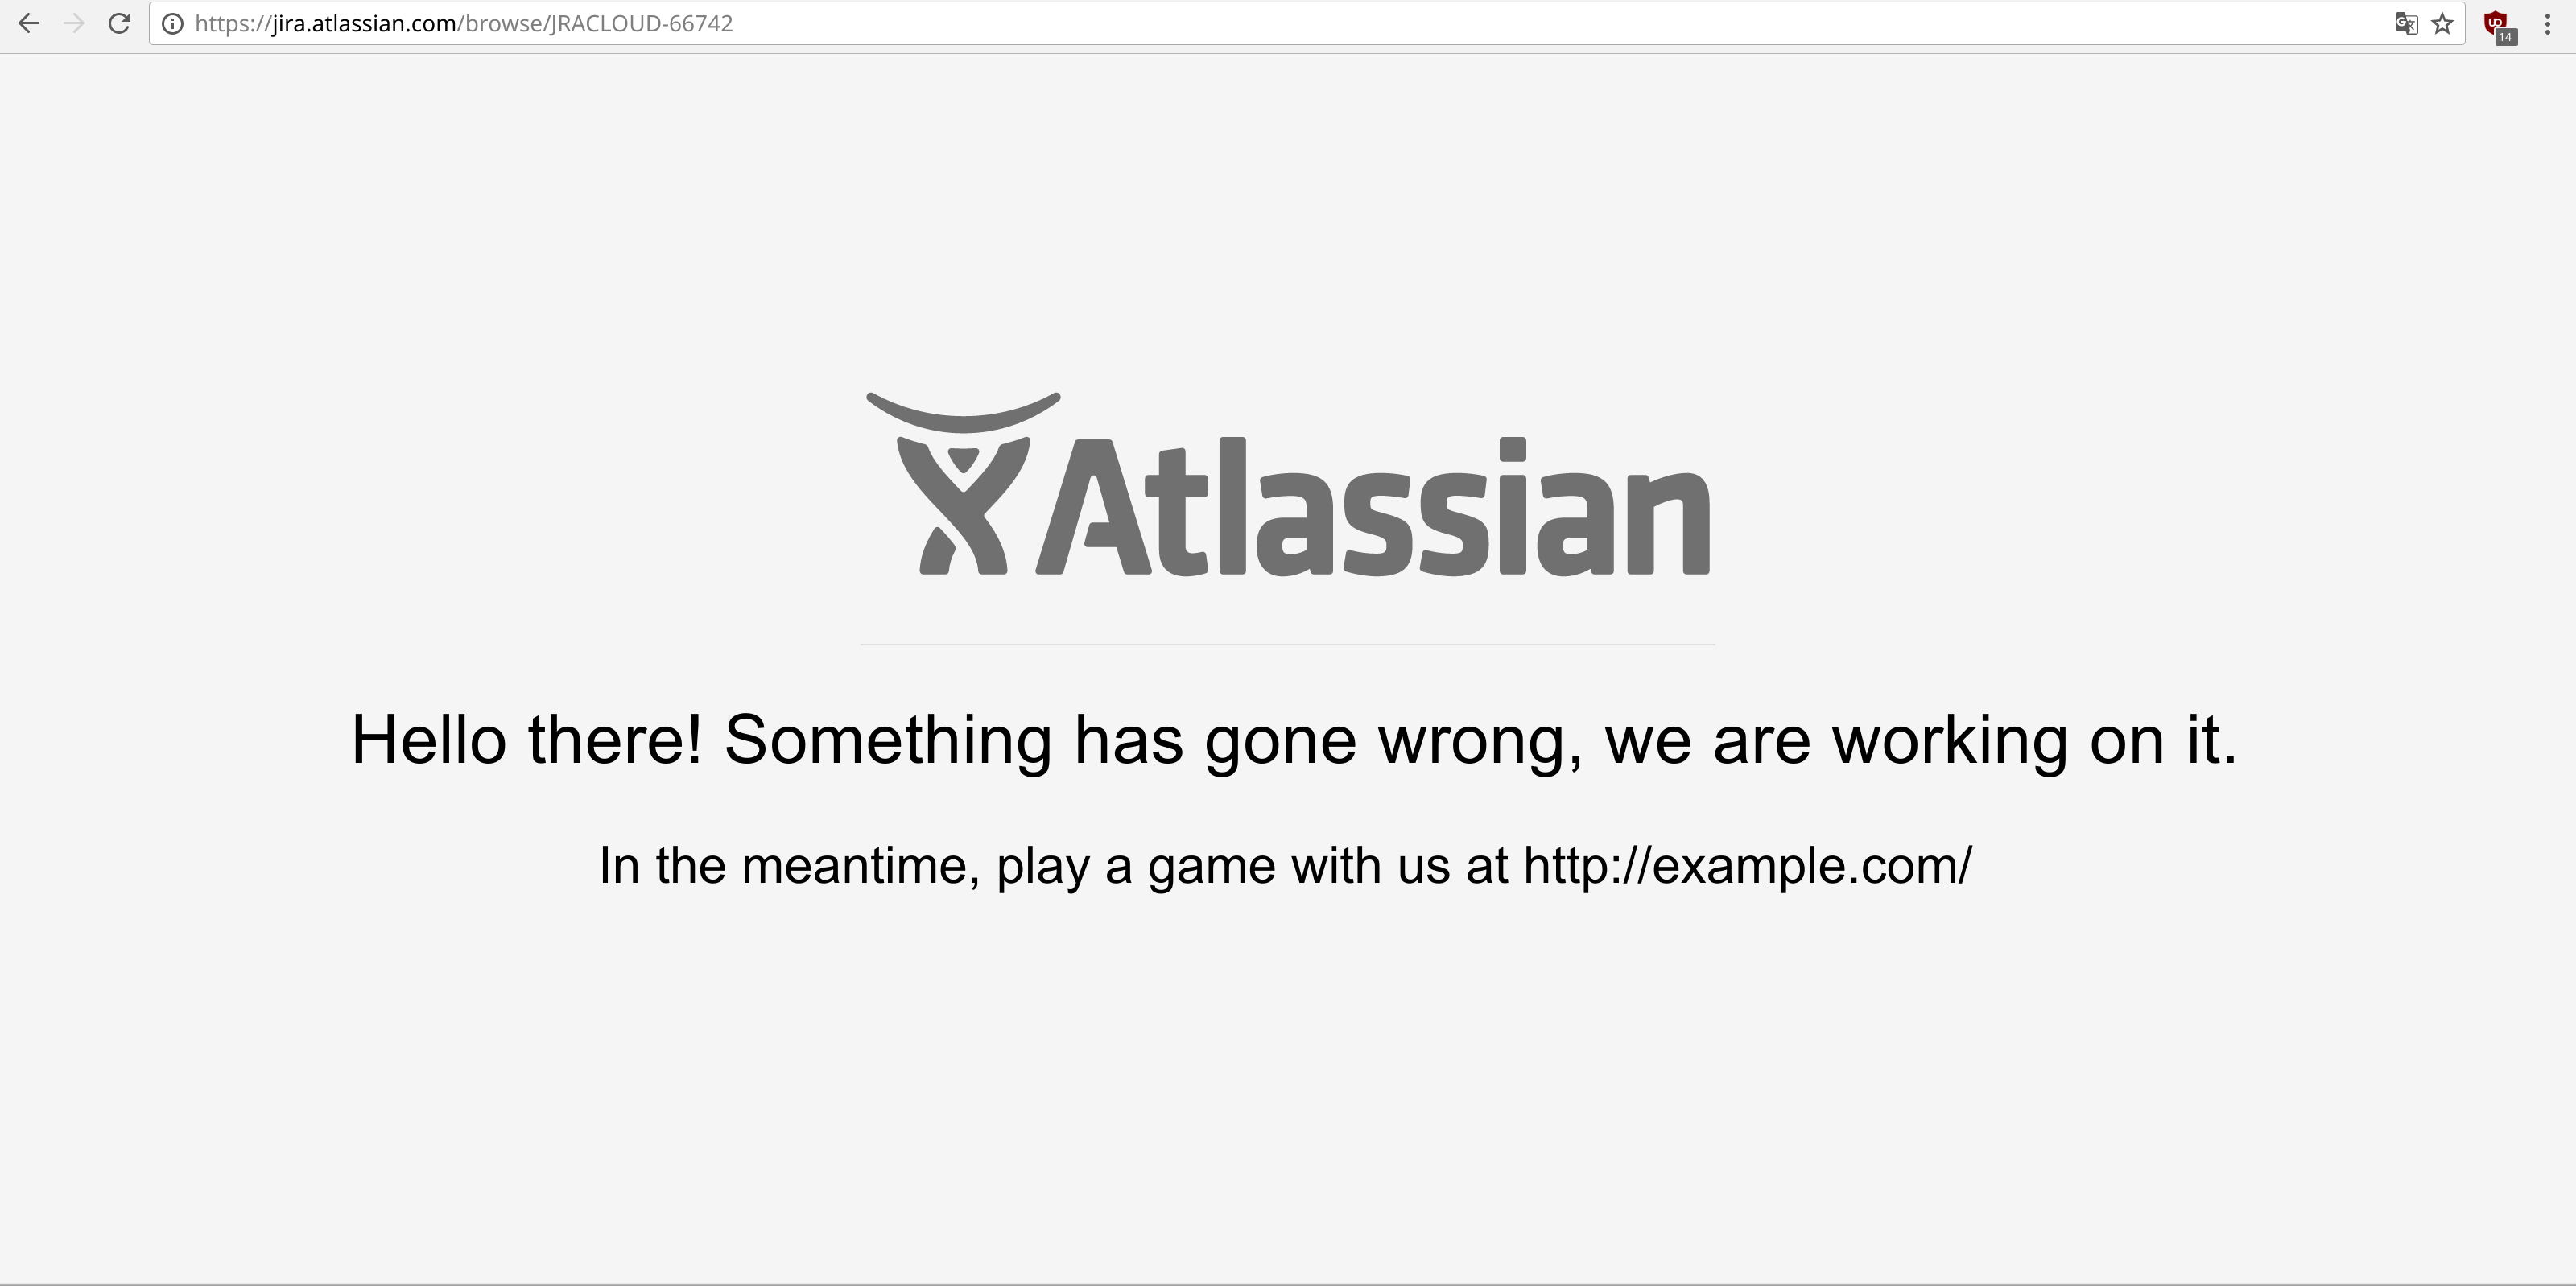 https://jira.atlassian.com/browse/JRACLOUD-66742
14
Atlassian
Hello there! Something has gone wrong, we are working on it.
In the meantime, play a game with us at http://example.com/